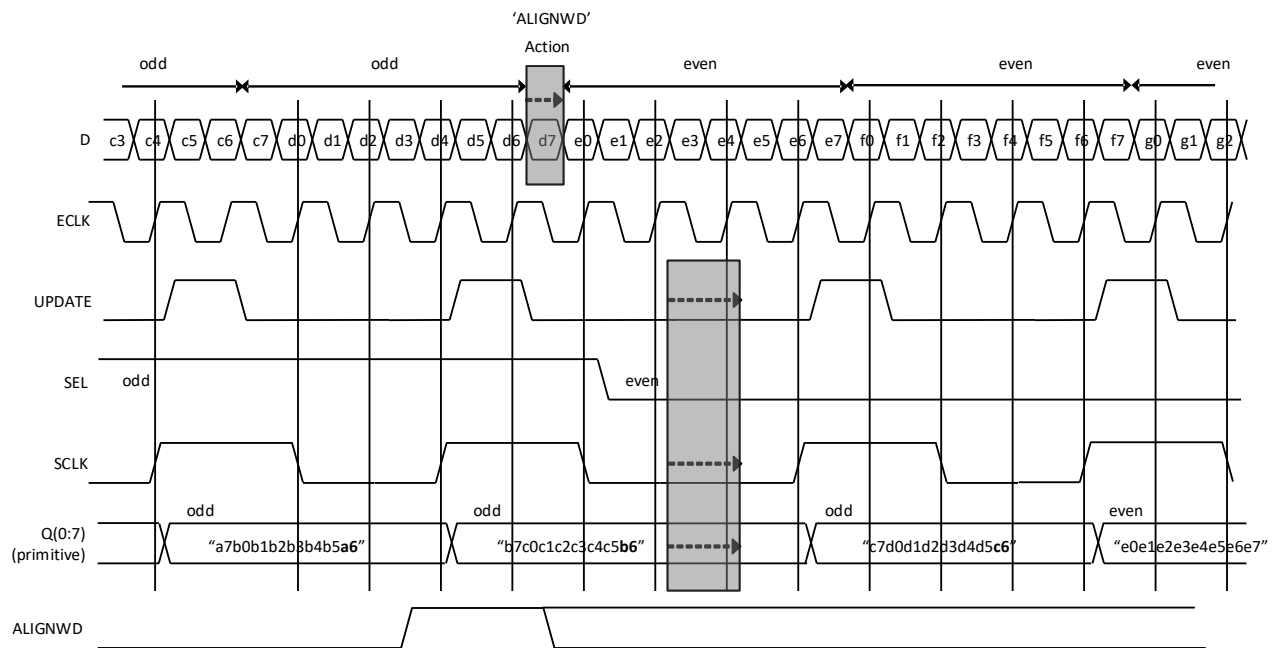 ‘ALIGNWD’
Action
odd odd even even even
D c3 c4 c5 c6 c7 d0 d1 d2 d3 d4 d5 d6 d7 e0 e1 e2 e3 e4 e5 e6 e7 f0 f1 f2 f3 f4 f5 f6 f7 g0 g1 g2
ECLK
UPDATE
SEL odd even
SCLK
odd odd odd even
Q(0:7) “a7b0b1b2b3b4b5a6” “b7c0c1c2c3c4c5b6” “c7d0d1d2d3d4d5c6” “e0e1e2e3e4e5e6e7”
(primitive)
ALIGNWD